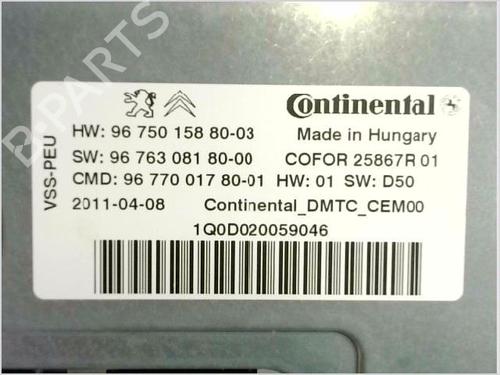 B-PARTS
VSS-PEU
Continental
HW: 96 750 158 80-03 Made in Hungary
SW: 96 763 081 80-00 COFOR 25867R 01
CMD: 96 770 017 80-01 HW: 01 SW: D50
2011-04-08 Continental_DMTC_CEM00
1Q0D020059046